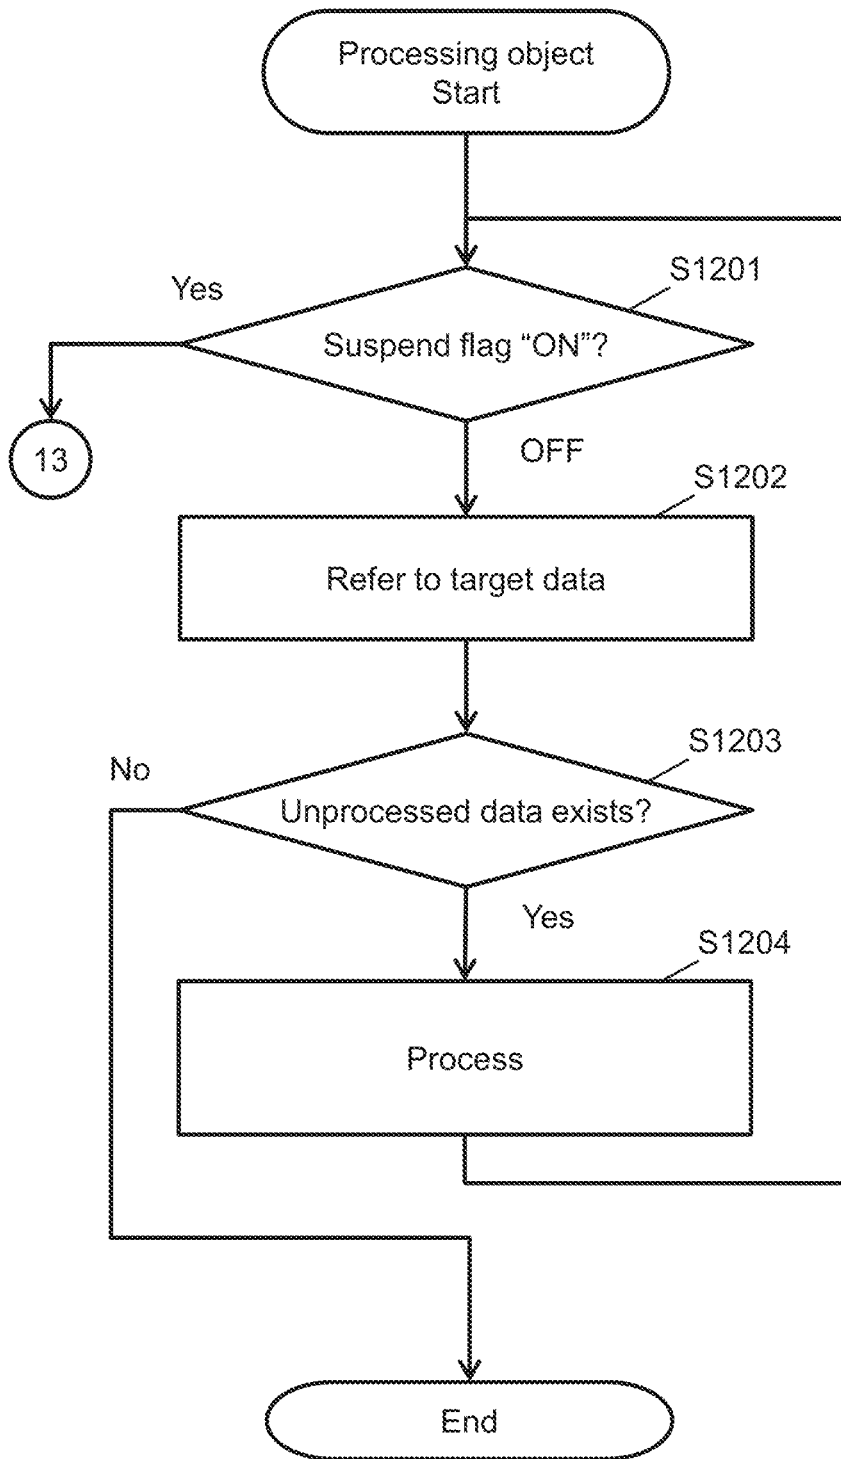 Processing object
Start
S1201
Yes
Suspend flag “ON”?
13
OFF
S1202
Refer to target data
S1203
No
Unprocessed data exists?
Yes
S1204
Process
End